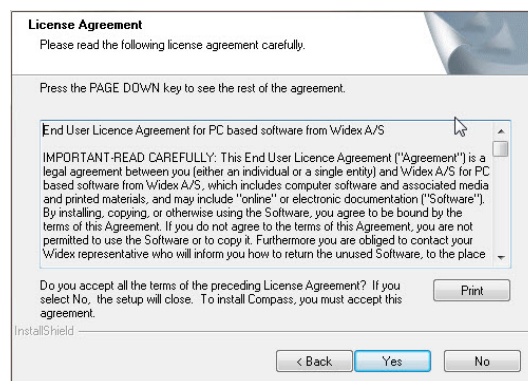 License Agreement
Please read the following license agreement carefully.
Press the PAGE DOWN key to see the rest of the agreement.
End User Licence Agreement for PC based software from Widex A/S
IMPORTANT-READ CAREFULLY: This End User Licence Agreement ("Agreement") is a
legal agreement between you (either an individual or a single entity) and Widex A/S for PC
based software from Widex A/S, which includes computer software and associated media
and printed materials, and may include "online" or electronic documentation ("Software").
By installing, copying, or otherwise using the Software, you agree to be bound by the
terms of this Agreement. If you do not agree to the terms of this Agreement, you are not
permitted to use the Software or to copy it. Furthermore you are obliged to contact your
Widex representative who will inform you how to return the unused Software, to the place
Do you accept all the terms of the preceding License Agreement? If you
select No, the setup will close. To install Compass, you must accept this
agreement.
Print
InstallShield
< Back Yes No